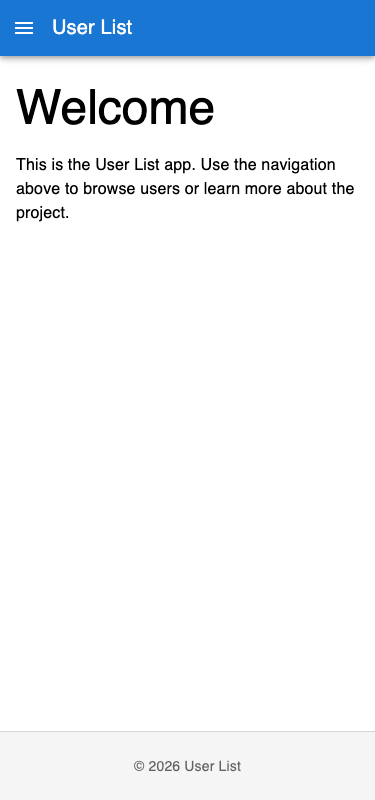 User List
Welcome
This is the User List app. Use the navigation
above to browse users or learn more about the
project.
© 2026 User List